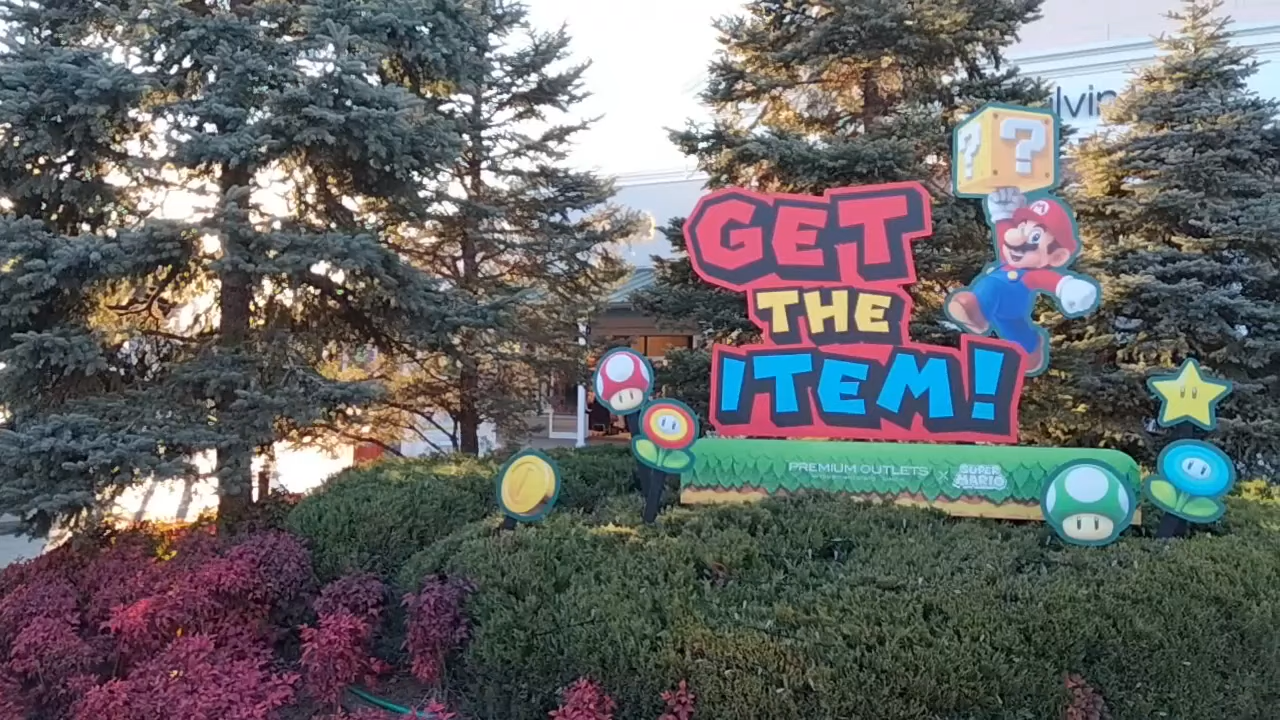 ?
?
GET
THE
ITEM!
PREMIUM OUTLETS × SUPER
MARIO
M